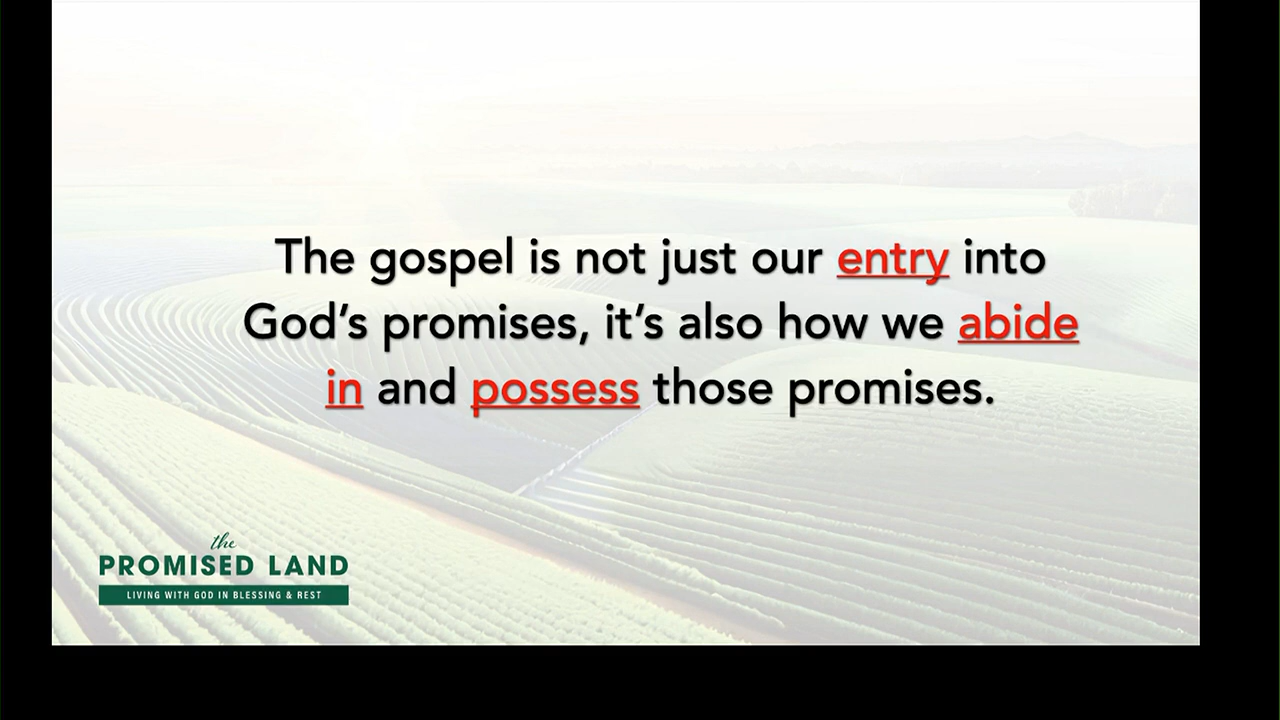 The gospel is not just our entry into
God’s promises, it’s also how we abide
in and possess those promises.
the
PROMISED LAND
LIVING WITH GOD IN BLESSING & REST